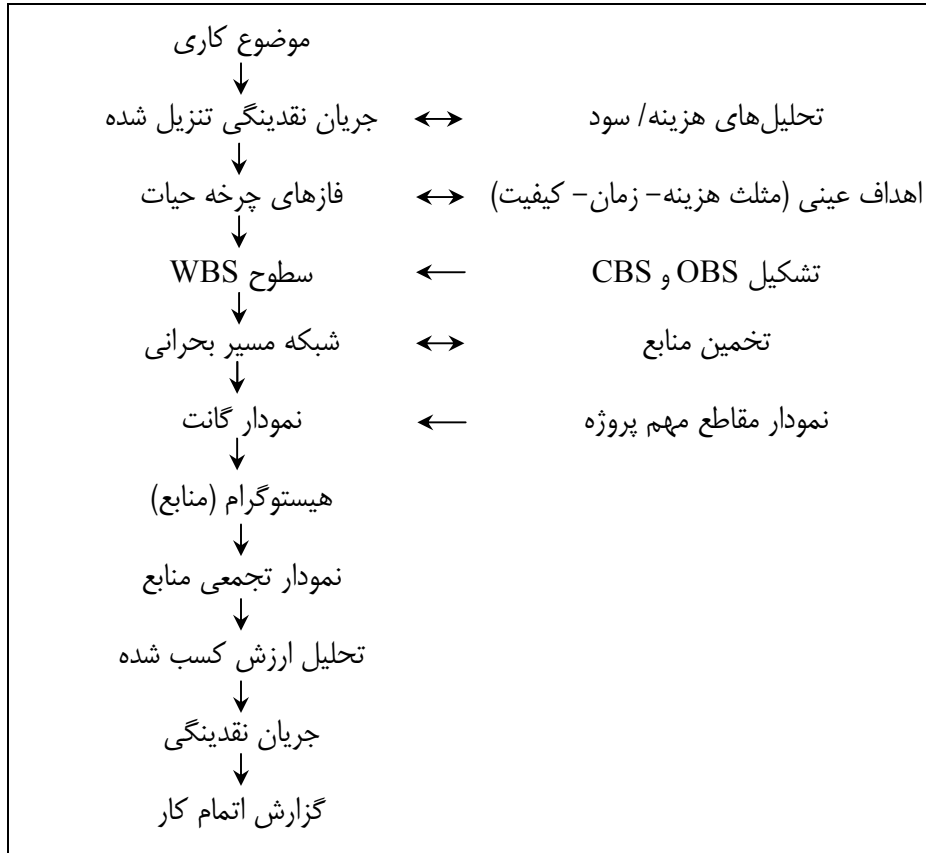 موضوع کاری
تحلیل‌های هزینه/ سود ↔ جریان نقدینگی تنزیل شده
اهداف عینی (مثلث هزینه– زمان– کیفیت) ↔ فازهای چرخه حیات
تشکیل OBS و CBS ← سطوح WBS
تخمین منابع ↔ شبکه مسیر بحرانی
نمودار مقاطع مهم پروژه ← نمودار گانت
هیستوگرام (منابع)
نمودار تجمعی منابع
تحلیل ارزش کسب شده
جریان نقدینگی
گزارش اتمام کار